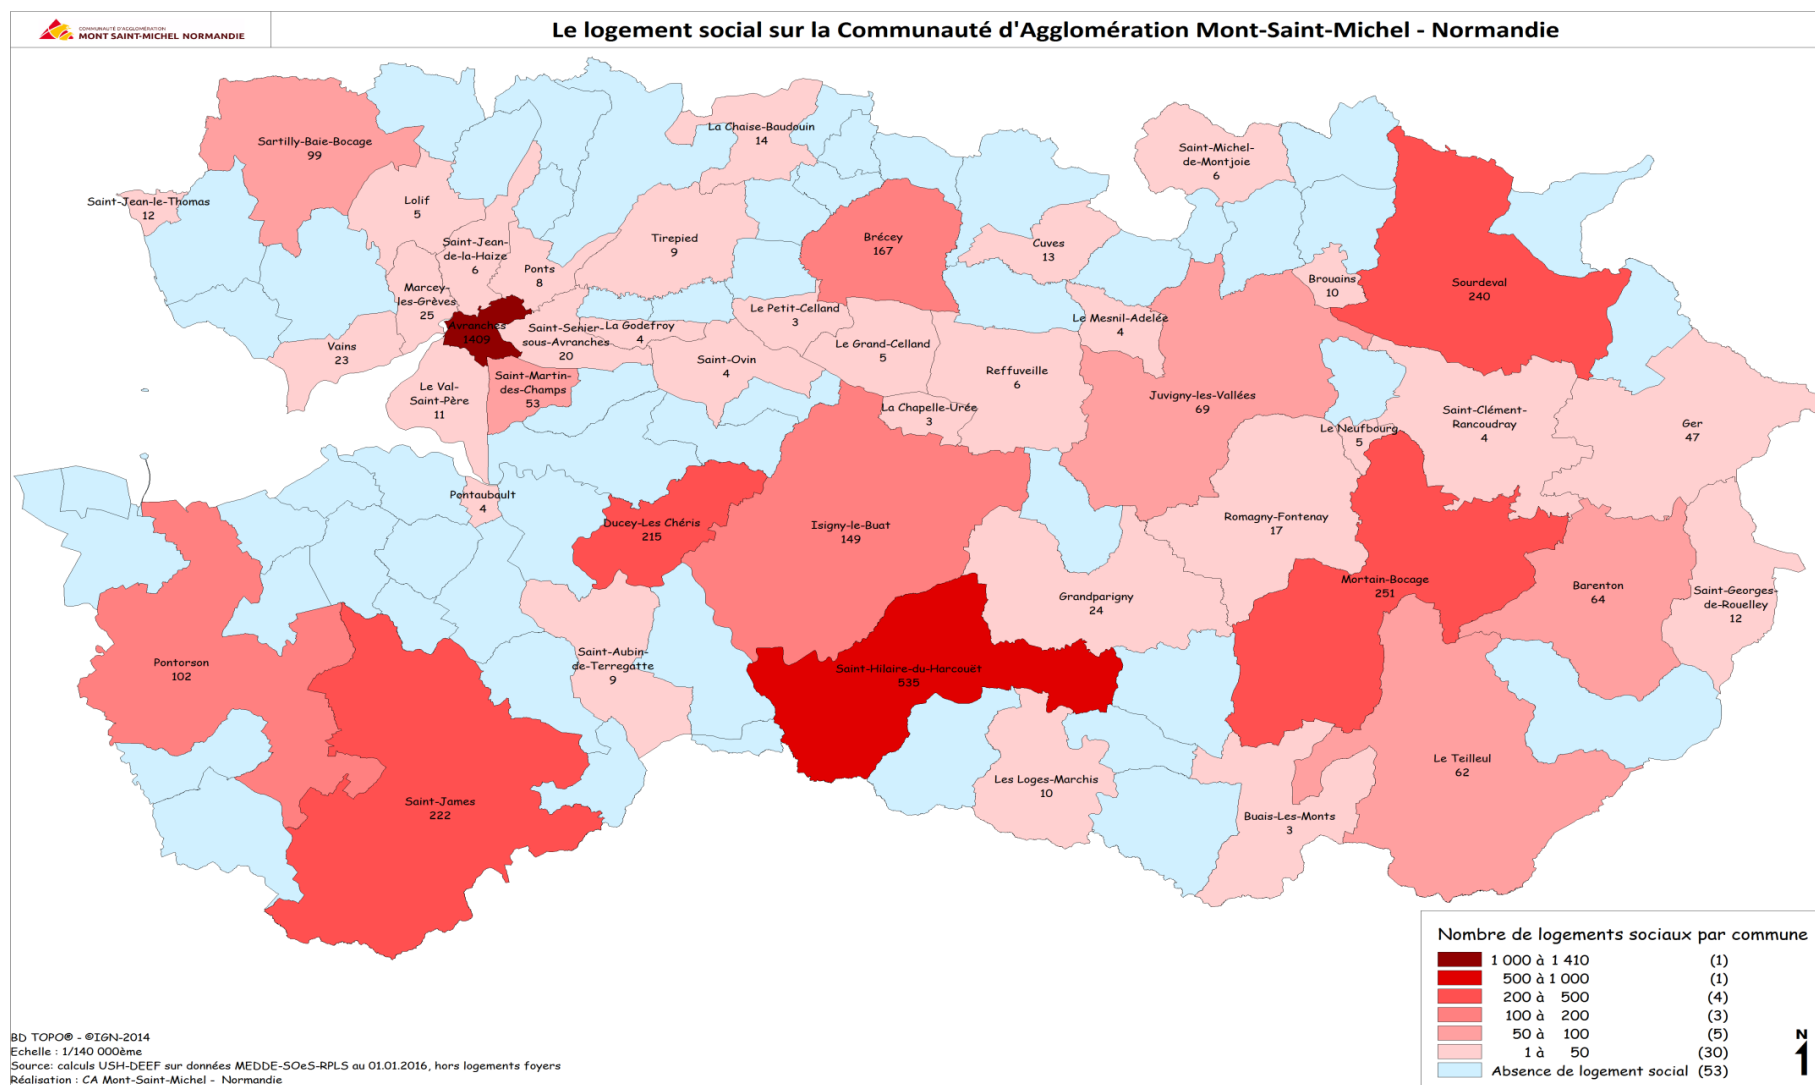 COMMUNAUTÉ D'AGGLOMÉRATION
MONT SAINT-MICHEL NORMANDIE
Le logement social sur la Communauté d'Agglomération Mont-Saint-Michel - Normandie
Sartilly-Baie-Bocage
99
La Chaise-Baudouin
14
Saint-Michel-
de-Montjoie
6
Saint-Jean-le-Thomas
12
Lolif
5
Saint-Jean-
de-la-Haize
6
Ponts
8
Tirepied
9
Brécey
167
Cuves
13
Brouains
10
Sourdeval
240
Marcey-
les-Grèves
25
Avranches
1409
Saint-Senier-
sous-Avranches
20
La Godefroy
4
Le Petit-Celland
3
Le Mesnil-Adelée
4
Vains
23
Le Grand-Celland
5
Saint-Ovin
4
Reffuveille
6
Le Val-
Saint-Père
11
Saint-Martin-
des-Champs
53
La Chapelle-Urée
3
Juvigny-les-Vallées
69
Le Neufbourg
5
Saint-Clément-
Rancoudray
4
Ger
47
Pontaubault
4
Ducey-Les Chéris
215
Isigny-le-Buat
149
Romagny-Fontenay
17
Mortain-Bocage
251
Barenton
64
Saint-Georges-
de-Rouelley
12
Grandparigny
24
Pontorson
102
Saint-Aubin-
de-Terregatte
9
Saint-Hilaire-du-Harcouët
535
Les Loges-Marchis
10
Le Teilleul
62
Saint-James
222
Buais-Les-Monts
3
Nombre de logements sociaux par commune
1 000 à 1 410 (1)
500 à 1 000 (1)
200 à 500 (4)
100 à 200 (3)
50 à 100 (5)
1 à 50 (30)
Absence de logement social (53)
N
BD TOPO® - ©IGN-2014
Echelle : 1/140 000ème
Source: calculs USH-DEEF sur données MEDDE-SOeS-RPLS au 01.01.2016, hors logements foyers
Réalisation : CA Mont-Saint-Michel - Normandie